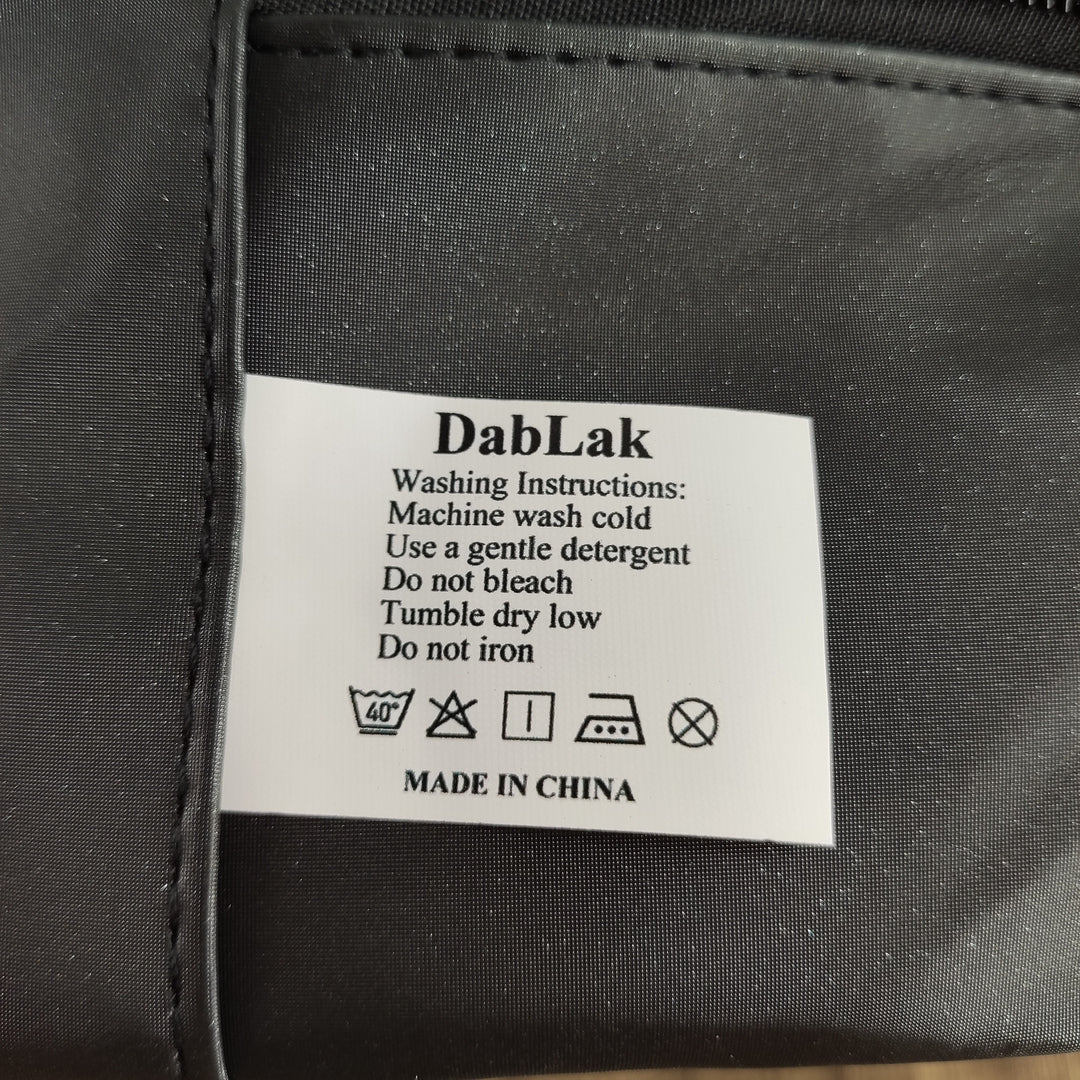 DabLak
Washing Instructions:
Machine wash cold
Use a gentle detergent
Do not bleach
Tumble dry low
Do not iron
40°
MADE IN CHINA